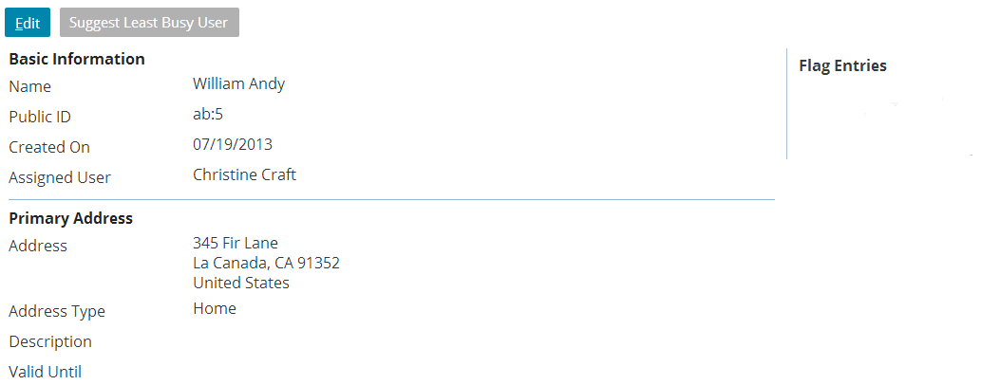 Edit Suggest Least Busy User
Basic Information
Name William Andy
Public ID ab:5
Created On 07/19/2013
Assigned User Christine Craft
Primary Address
Address 345 Fir Lane
La Canada, CA 91352
United States
Address Type Home
Description
Valid Until
Flag Entries